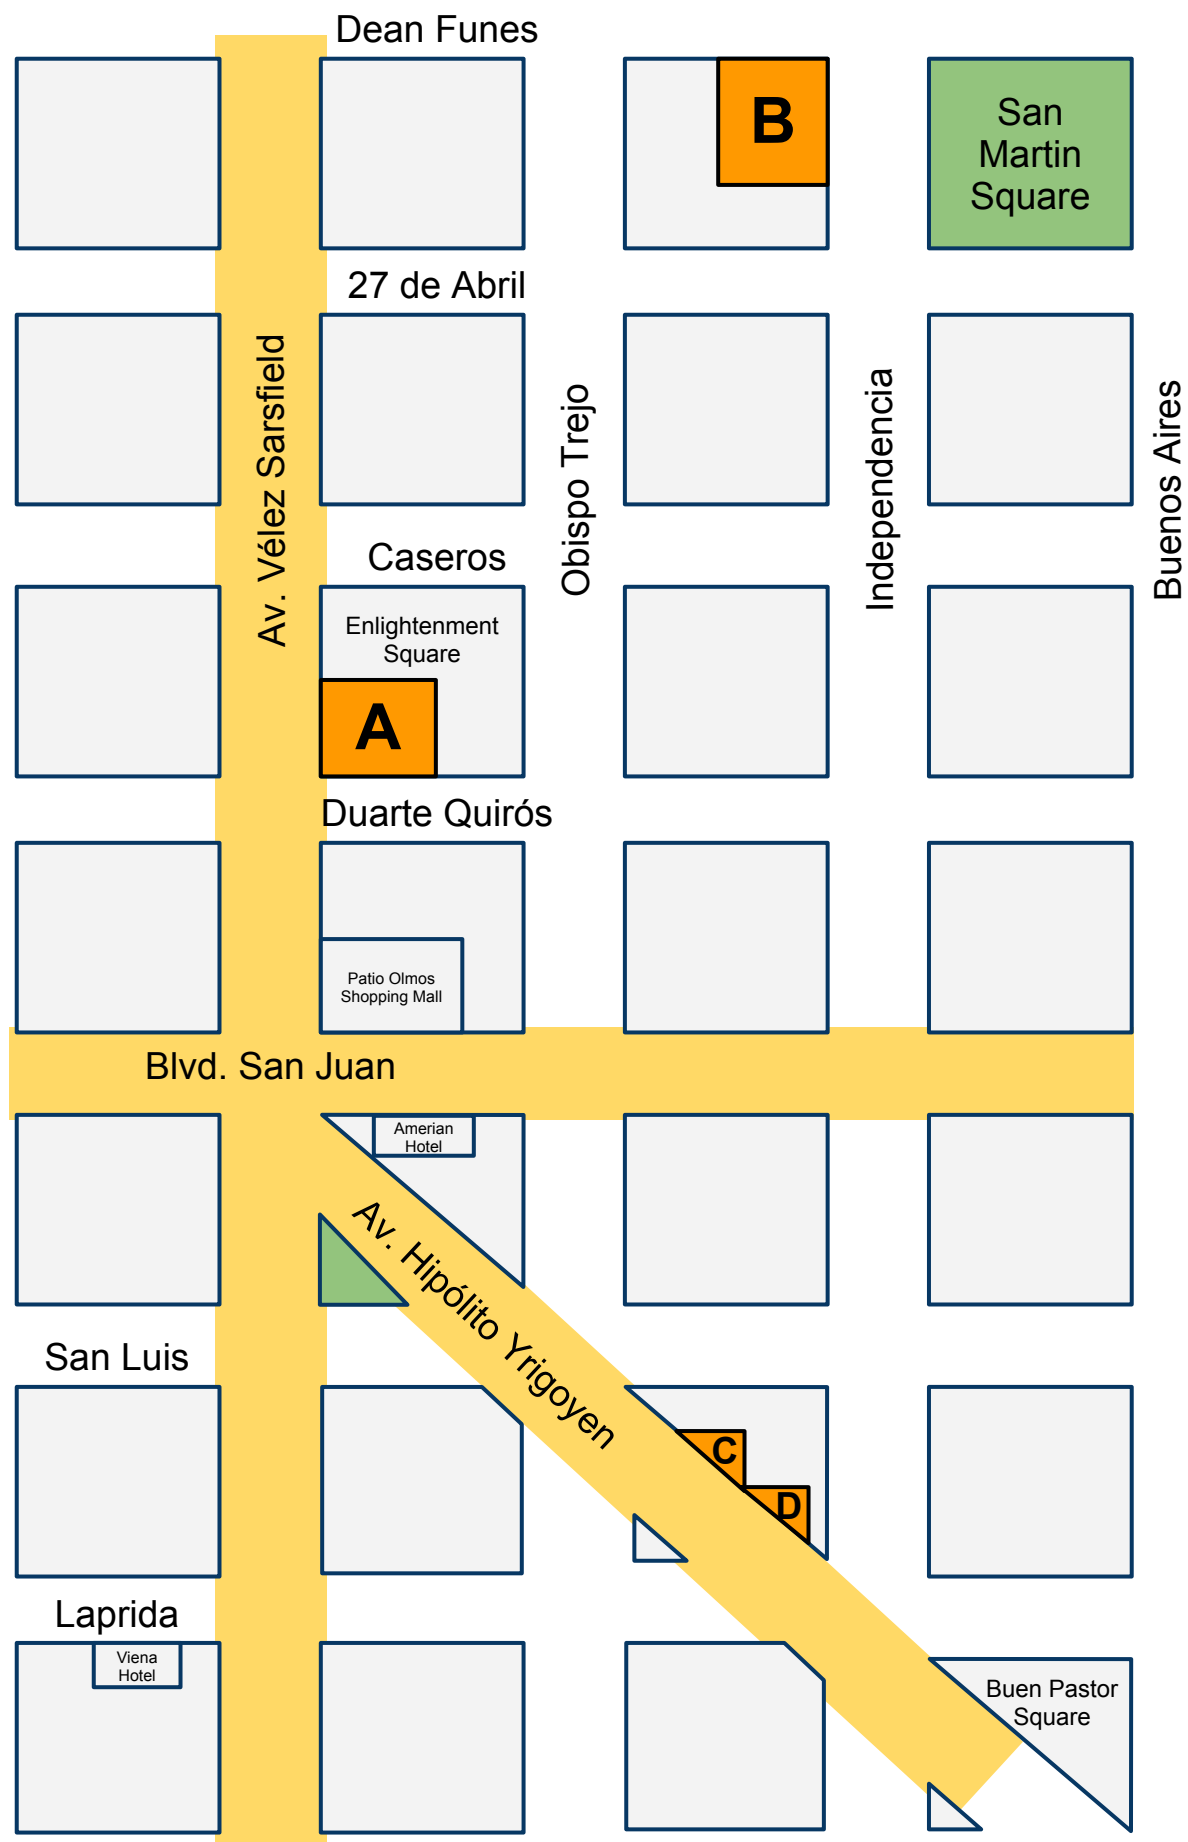 Dean Funes
B
San
Martin
Square
27 de Abril
Av. Vélez Sarsfield
Obispo Trejo
Independencia
Buenos Aires
Caseros
Enlightenment
Square
A
Duarte Quirós
Patio Olmos
Shopping Mall
Blvd. San Juan
Amerian
Hotel
Av. Hipólito Yrigoyen
San Luis
C
D
Laprida
Viena
Hotel
Buen Pastor
Square